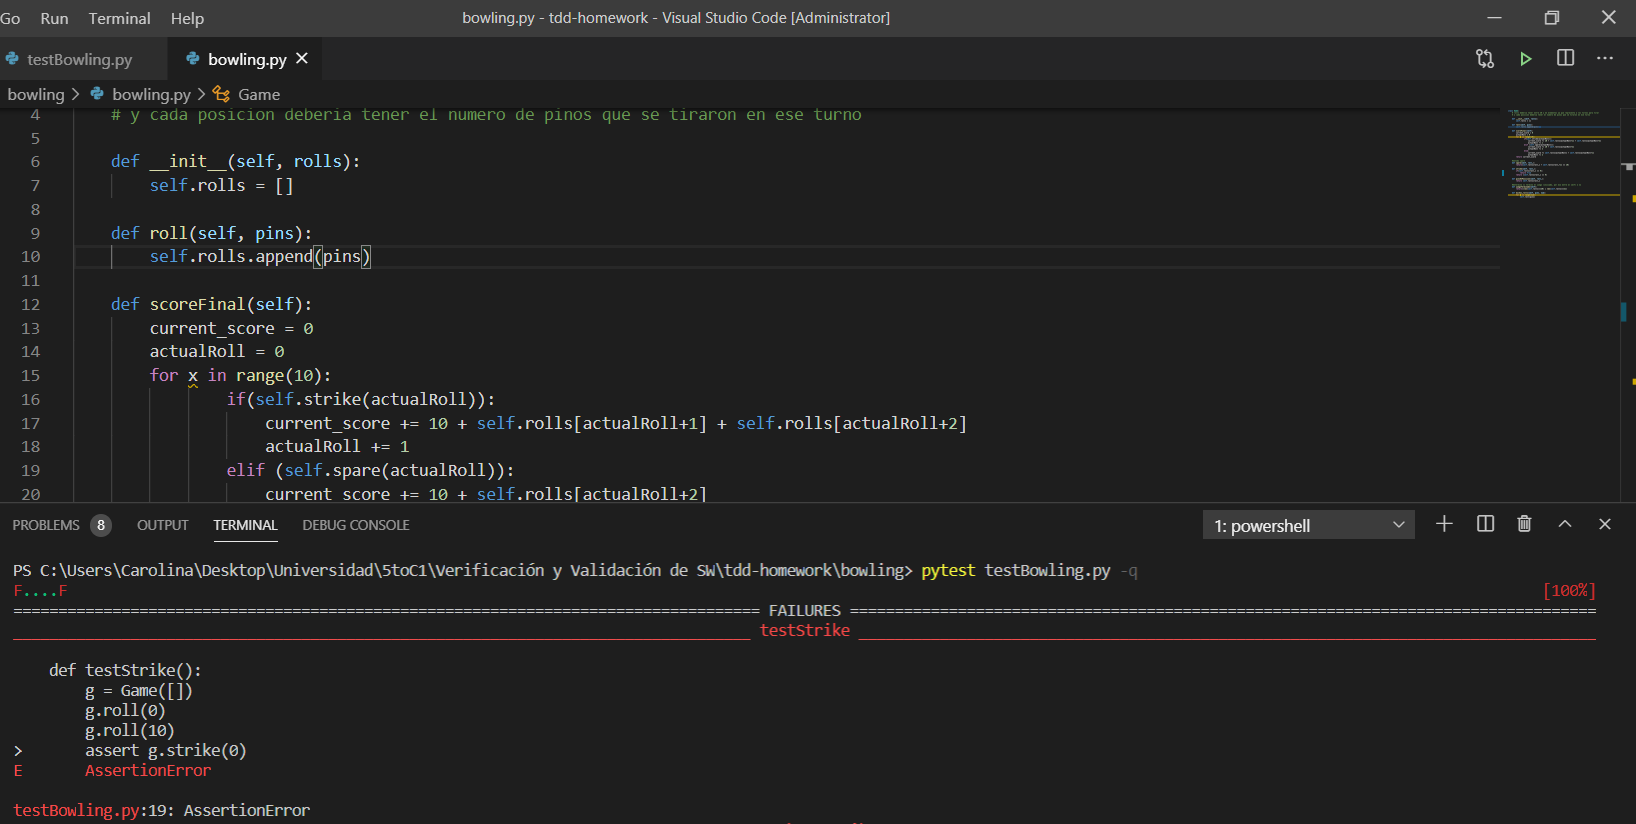 Go Run Terminal Help bowling.py - tdd-homework - Visual Studio Code [Administrator]
testBowling.py bowling.py
bowling > bowling.py > Game
4 # y cada posicion deberia tener el numero de pinos que se tiraron en ese turno
5
6 def __init__(self, rolls):
7 self.rolls = []
8
9 def roll(self, pins):
10 self.rolls.append(pins)
11
12 def scoreFinal(self):
13 current_score = 0
14 actualRoll = 0
15 for x in range(10):
16 if(self.strike(actualRoll)):
17 current_score += 10 + self.rolls[actualRoll+1] + self.rolls[actualRoll+2]
18 actualRoll += 1
19 elif (self.spare(actualRoll)):
20 current_score += 10 + self.rolls[actualRoll+2]
PROBLEMS 8 OUTPUT TERMINAL DEBUG CONSOLE 1: powershell
PS C:\Users\Carolina\Desktop\Universidad\5toC1\Verificación y Validación de SW\tdd-homework\bowling> pytest testBowling.py -q
F....F [100%]
=================================== FAILURES ===================================
testStrike
def testStrike():
g = Game([])
g.roll(0)
g.roll(10)
> assert g.strike(0)
E AssertionError
testBowling.py:19: AssertionError